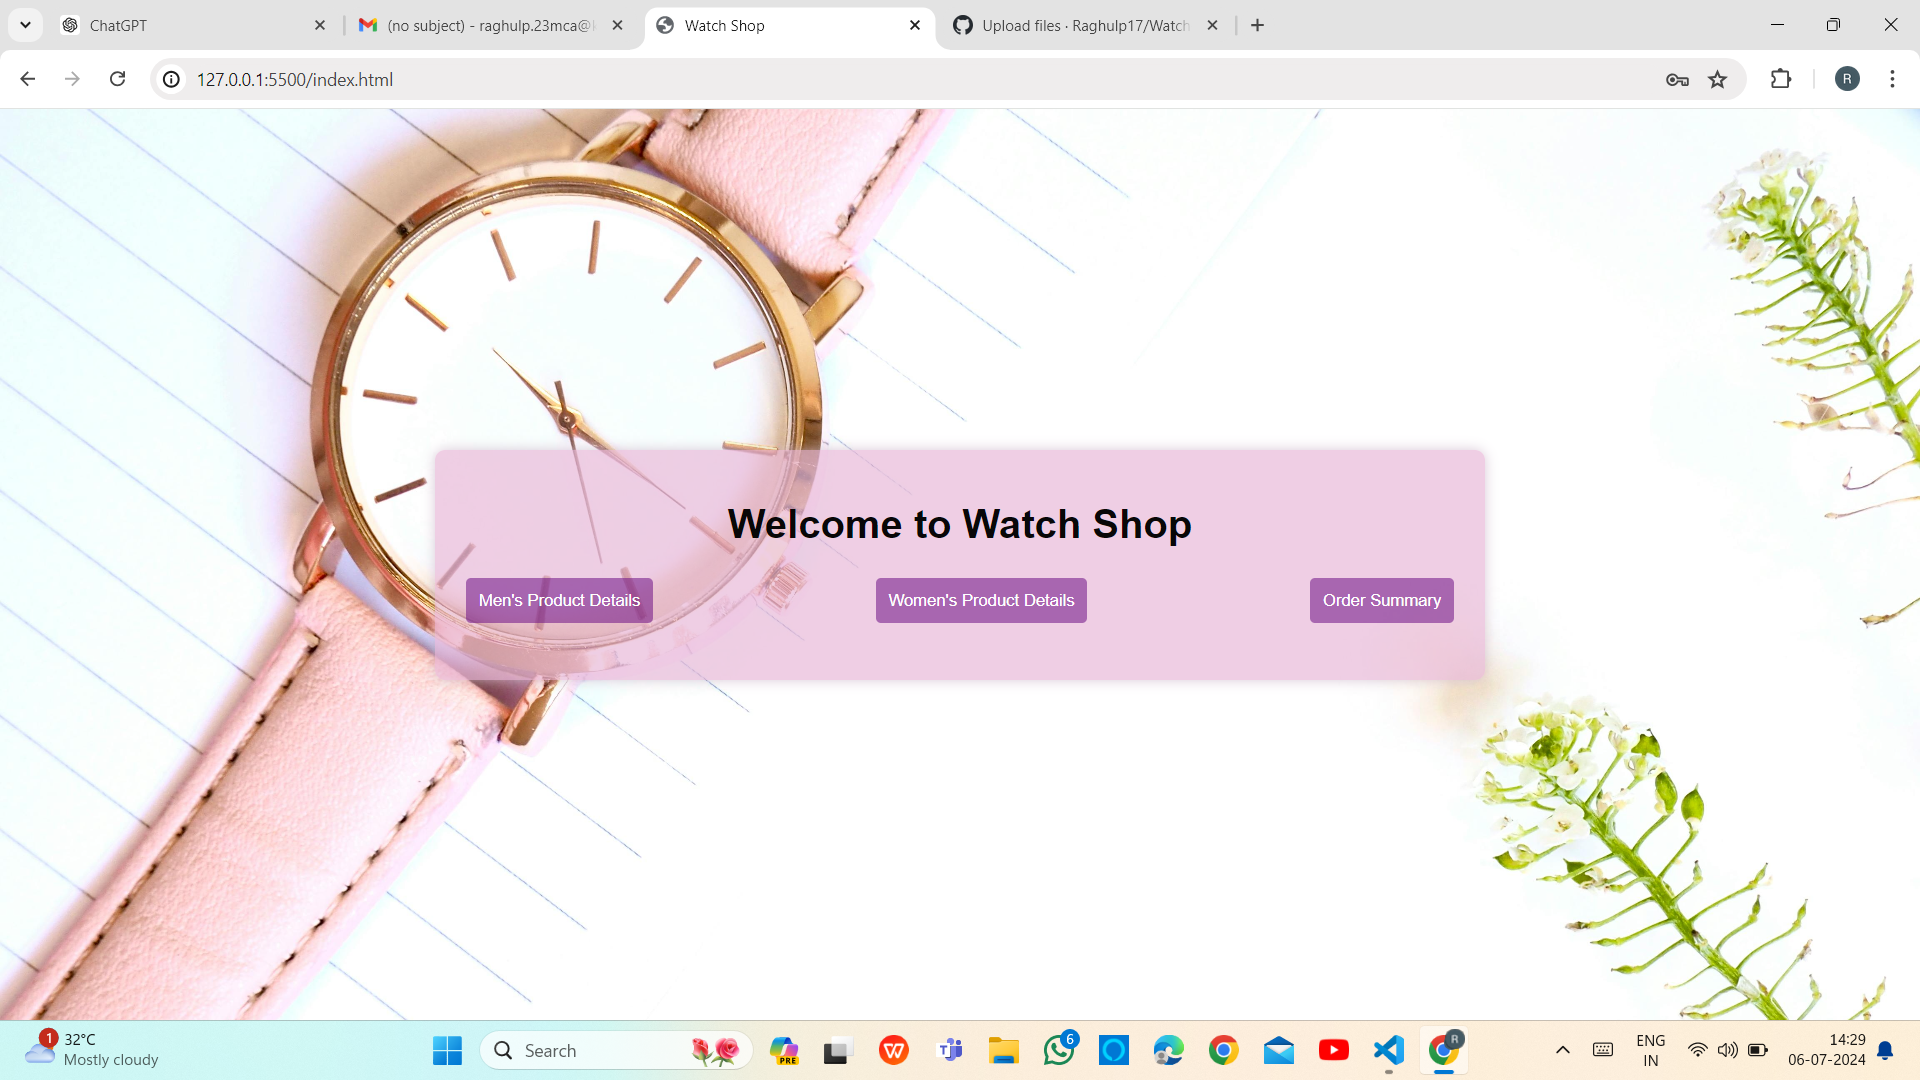 ChatGPT
(no subject) - raghulp.23mca@k
Watch Shop
Upload files · Raghulp17/Watch
127.0.0.1:5500/index.html
R
Welcome to Watch Shop
Men's Product Details
Women's Product Details
Order Summary
1
32°C
Mostly cloudy
Search
PRE
W
T
6
R
ENG
IN
14:29
06-07-2024